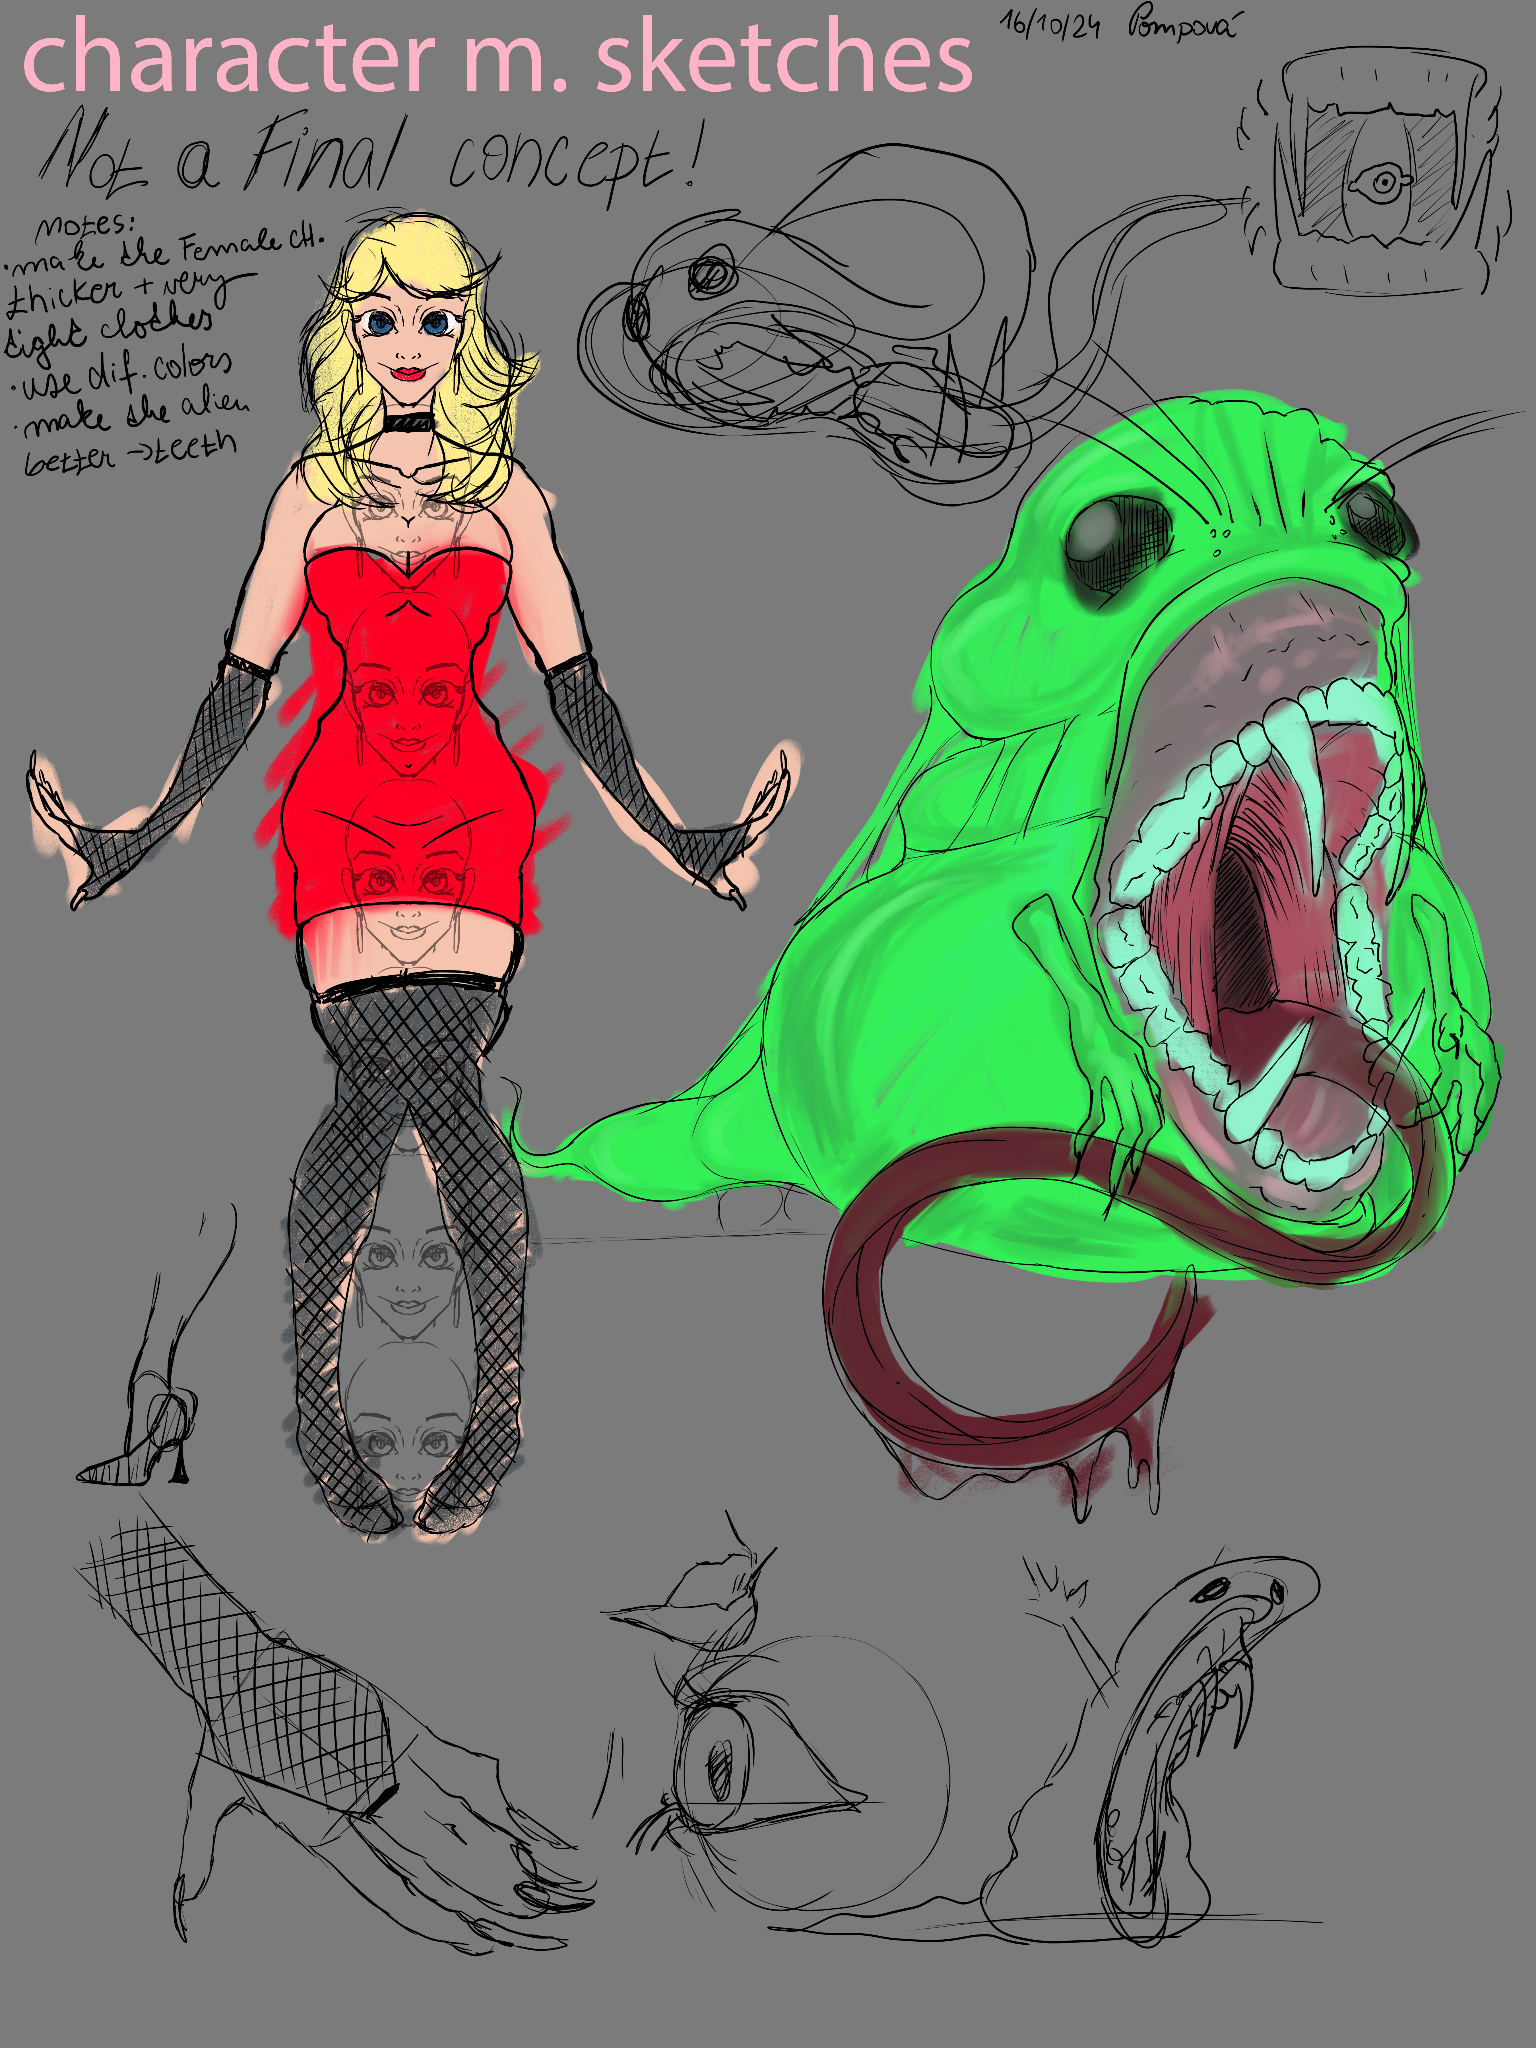 character m. sketches
16/10/24 Pompová
Not a Final concept!
notes:
·make the Female CH.
thicker + very
tight clothes
·use dif. colors
·make the alien
better →teeth